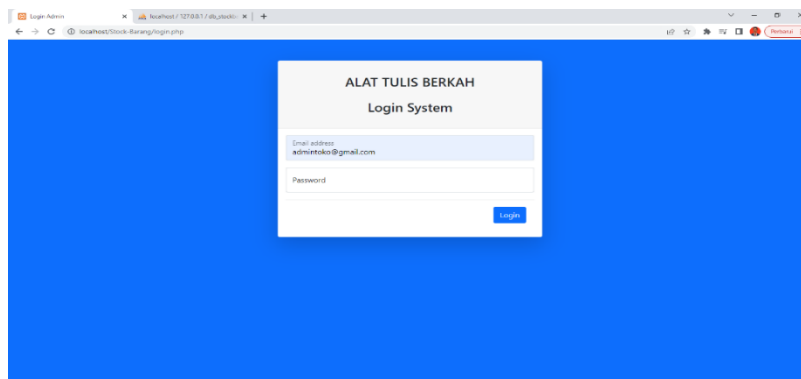 Login Admin
localhost / 127.0.0.1 / db_stock
localhost/Stock-Barang/login.php
Perbarui
ALAT TULIS BERKAH
Login System
Email address
admintoko@gmail.com
Password
Login